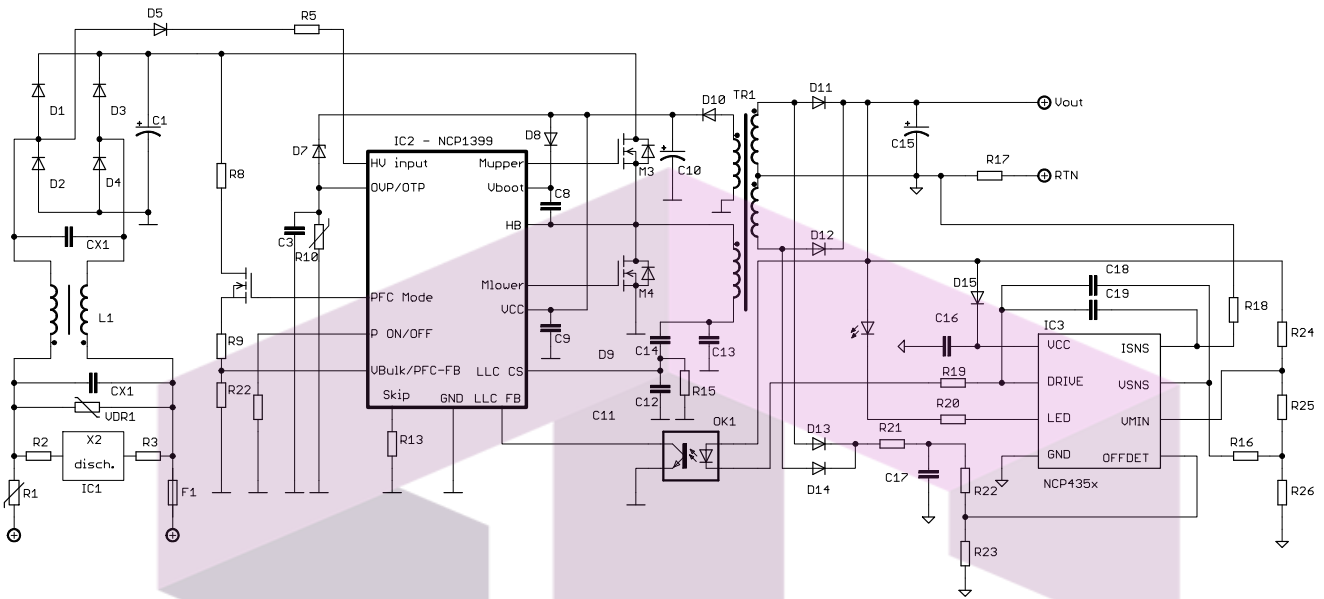 D5
R5
D1
D3
C1
D2
D4
CX1
L1
CX1
VDR1
R2
X2
disch.
IC1
R3
R1
F1
R8
R9
R22
D7
C3
R10
IC2 - NCP1399
HV input
Mupper
OVP/OTP
Vboot
HB
PFC Mode
Mlower
VCC
P ON/OFF
VBulk/PFC-FB
LLC CS
Skip
GND
LLC FB
R13
D8
C8
C9
M3
M4
C10
D10
TR1
D11
C15
Vout
R17
RTN
D12
D9
C14
C13
C12
R15
C11
OK1
D13
D14
R21
C17
R22
R23
R19
R20
D15
C16
C18
C19
R18
IC3
VCC
ISNS
DRIVE
VSNS
LED
VMIN
GND
OFFDET
NCP435x
R24
R25
R16
R26